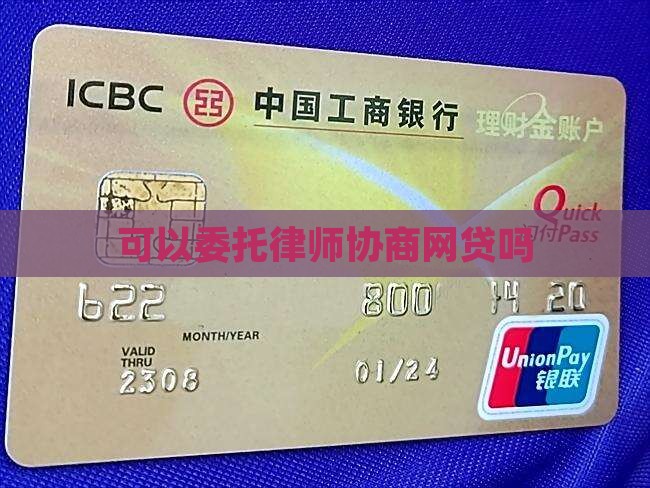 ICBC 中国工商银行 理财金账户
Quick
付Pass
可以委托律师协商网贷吗
622 800 14 20
MONTH/YEAR
VALID
THRU
2308 01/24
UnionPay
银联